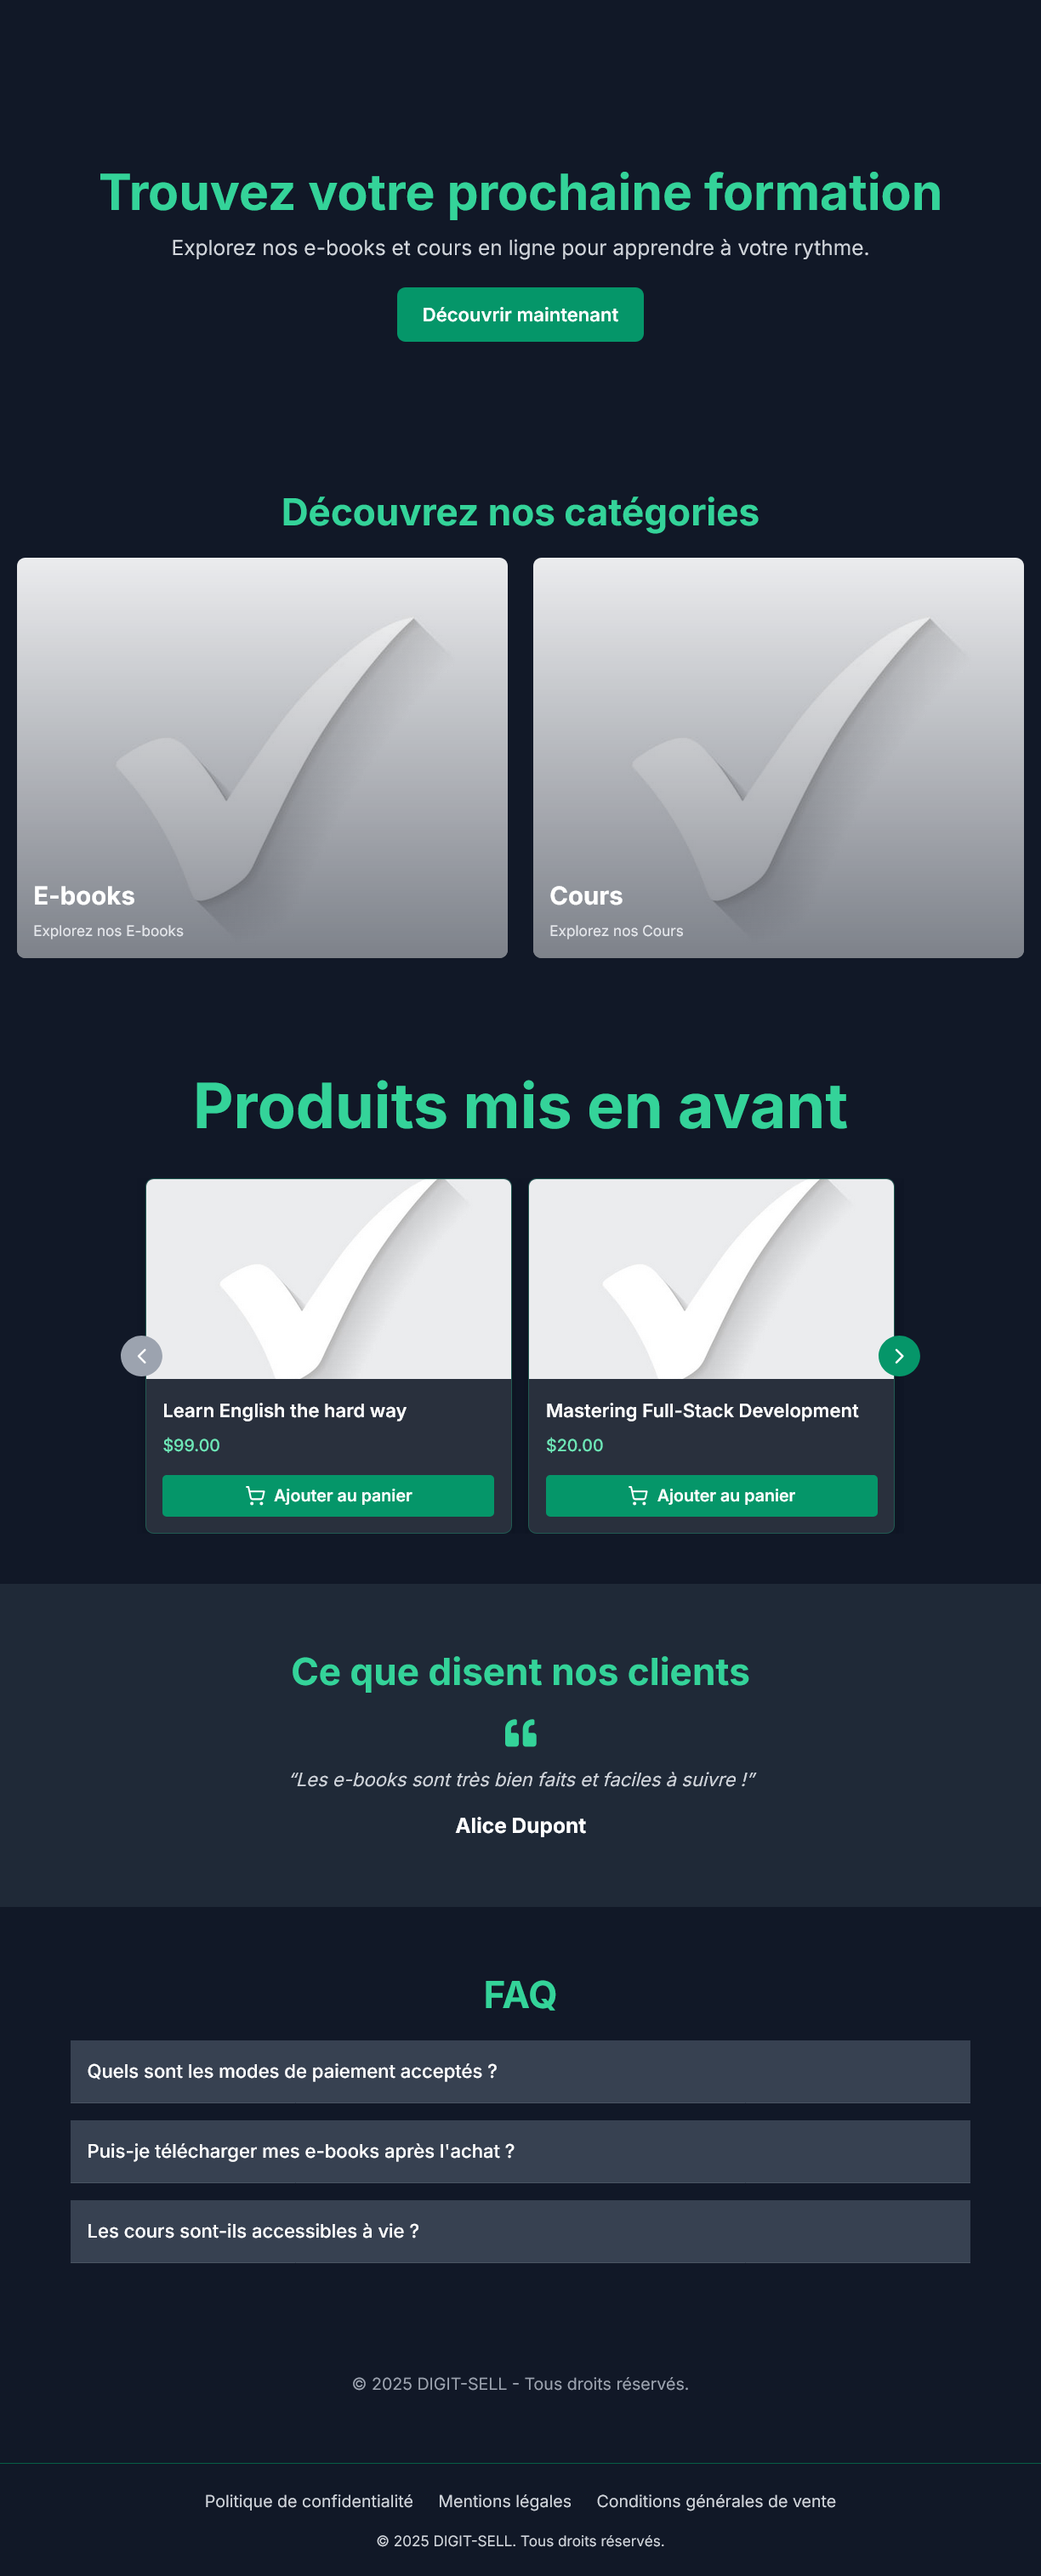 Trouvez votre prochaine formation
Explorez nos e-books et cours en ligne pour apprendre à votre rythme.
Découvrir maintenant
Découvrez nos catégories
E-books
Explorez nos E-books
Cours
Explorez nos Cours
Produits mis en avant
Learn English the hard way
$99.00
Ajouter au panier
Mastering Full-Stack Development
$20.00
Ajouter au panier
Ce que disent nos clients
“Les e-books sont très bien faits et faciles à suivre !”
Alice Dupont
FAQ
Quels sont les modes de paiement acceptés ?
Puis-je télécharger mes e-books après l'achat ?
Les cours sont-ils accessibles à vie ?
© 2025 DIGIT-SELL - Tous droits réservés.
Politique de confidentialité Mentions légales Conditions générales de vente
© 2025 DIGIT-SELL. Tous droits réservés.